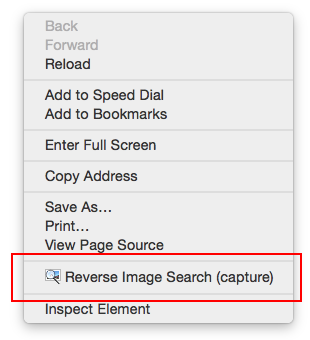 Back
Forward
Reload
Add to Speed Dial
Add to Bookmarks
Enter Full Screen
Copy Address
Save As…
Print…
View Page Source
Reverse Image Search (capture)
Inspect Element